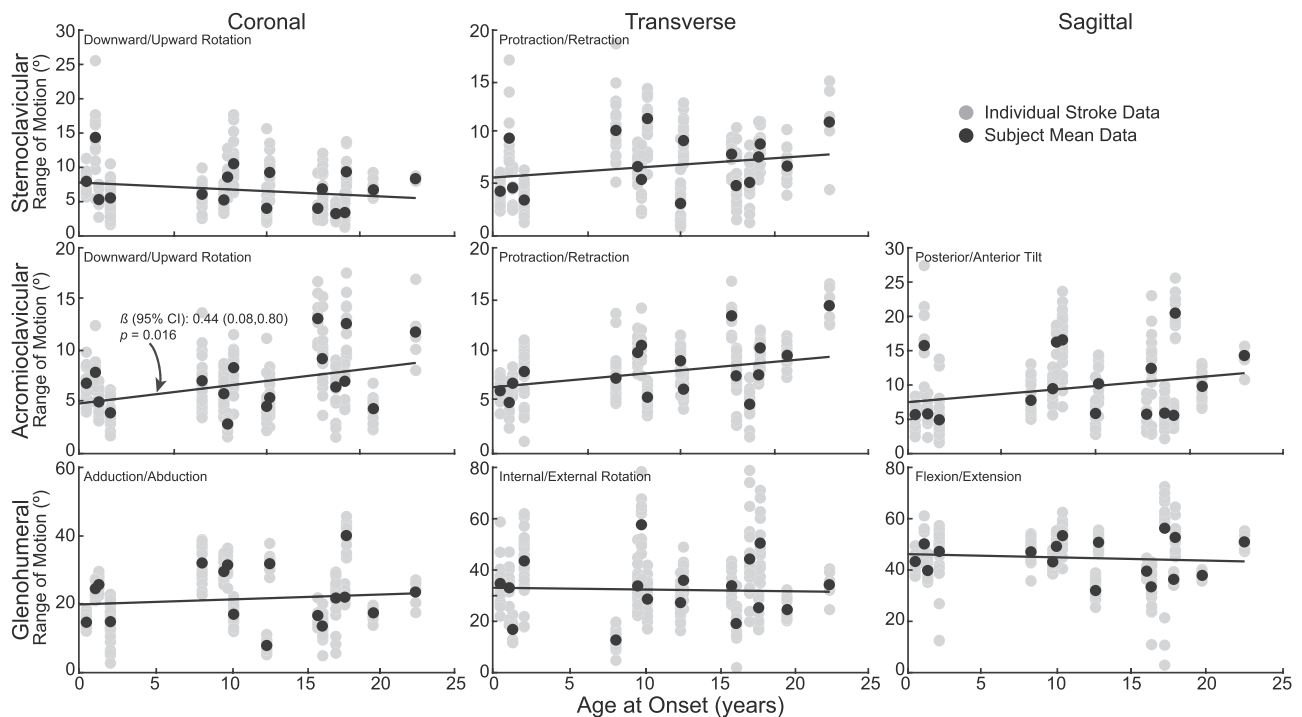 Coronal
Transverse
Sagittal
Sternoclavicular
Range of Motion (°)
30
25
20
15
10
5
0
Downward/Upward Rotation
20
15
10
5
0
Protraction/Retraction
Individual Stroke Data
Subject Mean Data
Acromioclavicular
Range of Motion (°)
20
15
10
5
0
Downward/Upward Rotation
ß (95% CI): 0.44 (0.08,0.80)
p = 0.016
20
15
10
5
0
Protraction/Retraction
30
25
20
15
10
5
0
Posterior/Anterior Tilt
Glenohumeral
Range of Motion (°)
60
40
20
0
Adduction/Abduction
0 5 10 15 20 25
80
60
40
20
0
Internal/External Rotation
0 5 10 15 20 25
80
60
40
20
0
Flexion/Extension
0 5 10 15 20 25
Age at Onset (years)